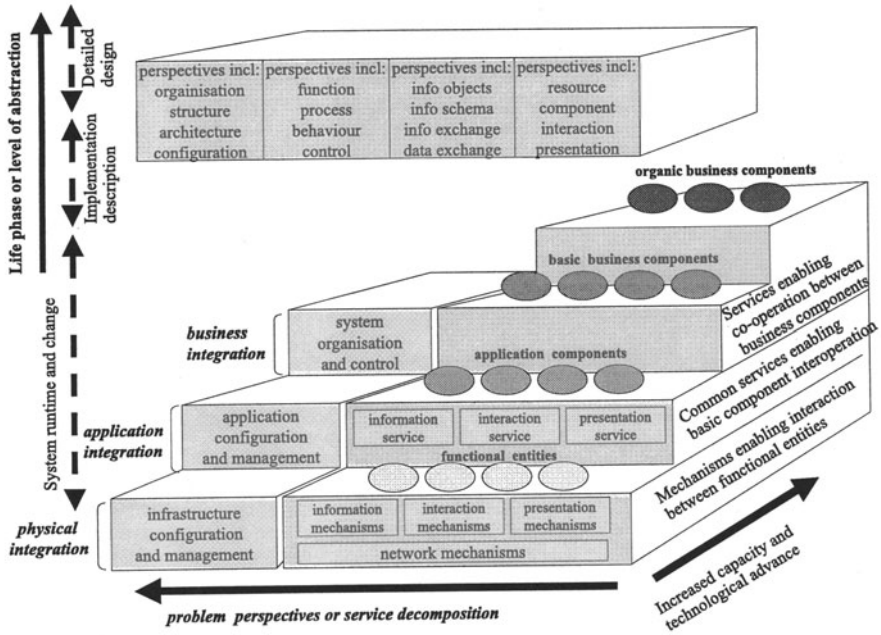 Life phase or level of abstraction
Detailed
design
Implementation
description
System runtime and change
perspectives incl:
orgainisation
structure
architecture
configuration
perspectives incl:
function
process
behaviour
control
perspectives incl:
info objects
info schema
info exchange
data exchange
perspectives incl:
resource
component
interaction
presentation
organic business components
basic business components
business
integration
system
organisation
and control
application components
application
integration
application
configuration
and management
information
service
interaction
service
presentation
service
functional entities
physical
integration
infrastructure
configuration
and management
information
mechanisms
interaction
mechanisms
presentation
mechanisms
network mechanisms
Services enabling
co-operation between
business components
Common services enabling
basic component interoperation
Mechanisms enabling interaction
between functional entities
Increased capacity and
technological advance
problem perspectives or service decomposition